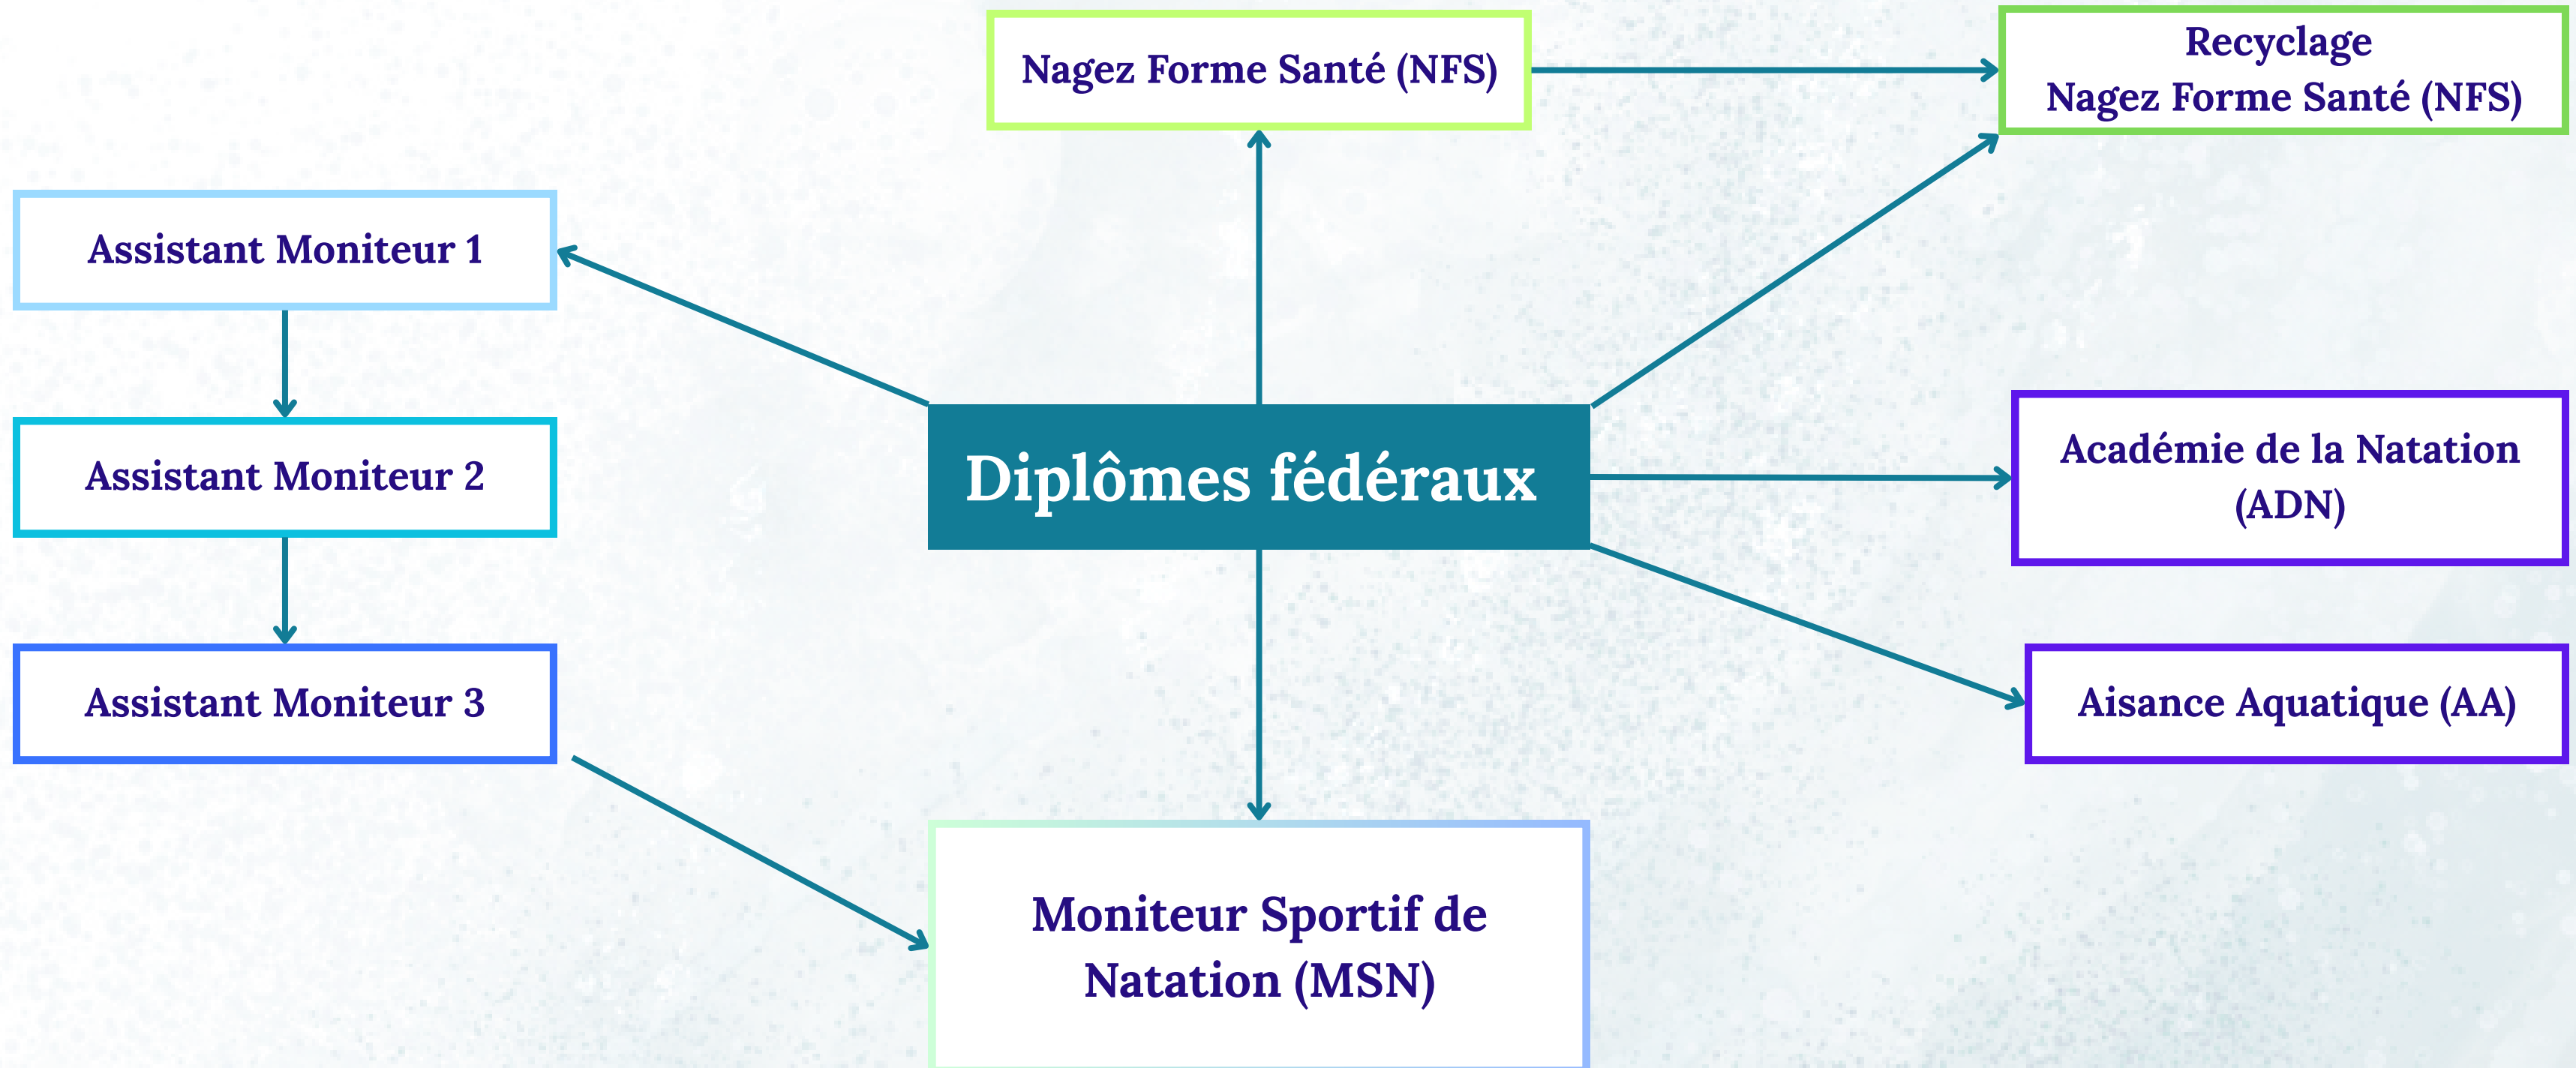 Nagez Forme Santé (NFS)
Recyclage
Nagez Forme Santé (NFS)
Assistant Moniteur 1
Assistant Moniteur 2
Assistant Moniteur 3
Diplômes fédéraux
Académie de la Natation
(ADN)
Aisance Aquatique (AA)
Moniteur Sportif de
Natation (MSN)